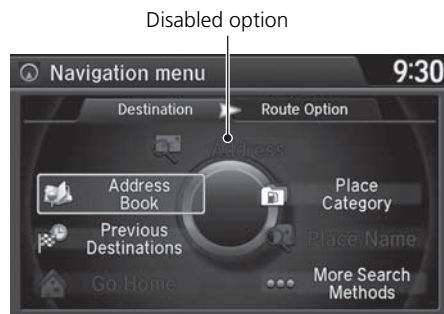 Disabled option
Navigation menu
9:30
Destination
Route Option
Address
Address
Book
Place
Category
Previous
Destinations
Place Name
Go Home
More Search
Methods